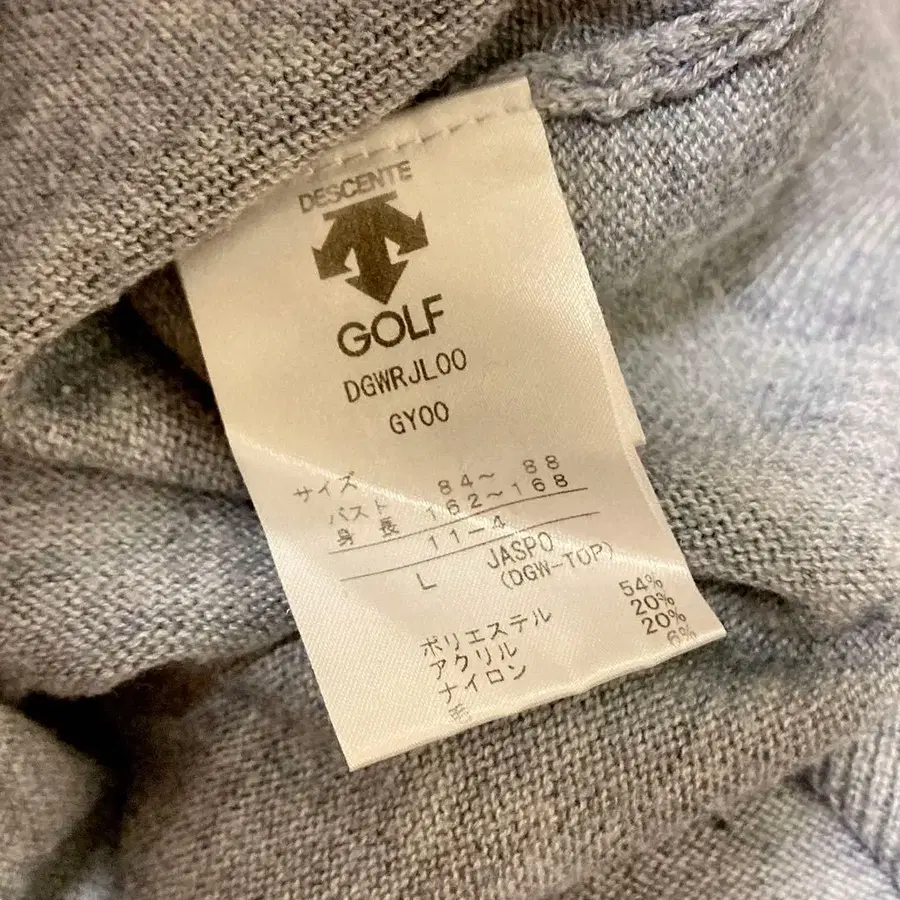 DESCENTE
GOLF
DGWRJL00
GY00
サイズ
バスト 84～ 88
身 長 162～168
11-4
L JASPO
(DGW-TOP)
ポリエステル 54%
アクリル 20%
ナイロン 20%
毛 6%